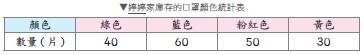 ▼婷婷家庫存的口罩顏色統計表
顏色 綠色 藍色 粉紅色 黃色
數量（片） 40 60 50 30